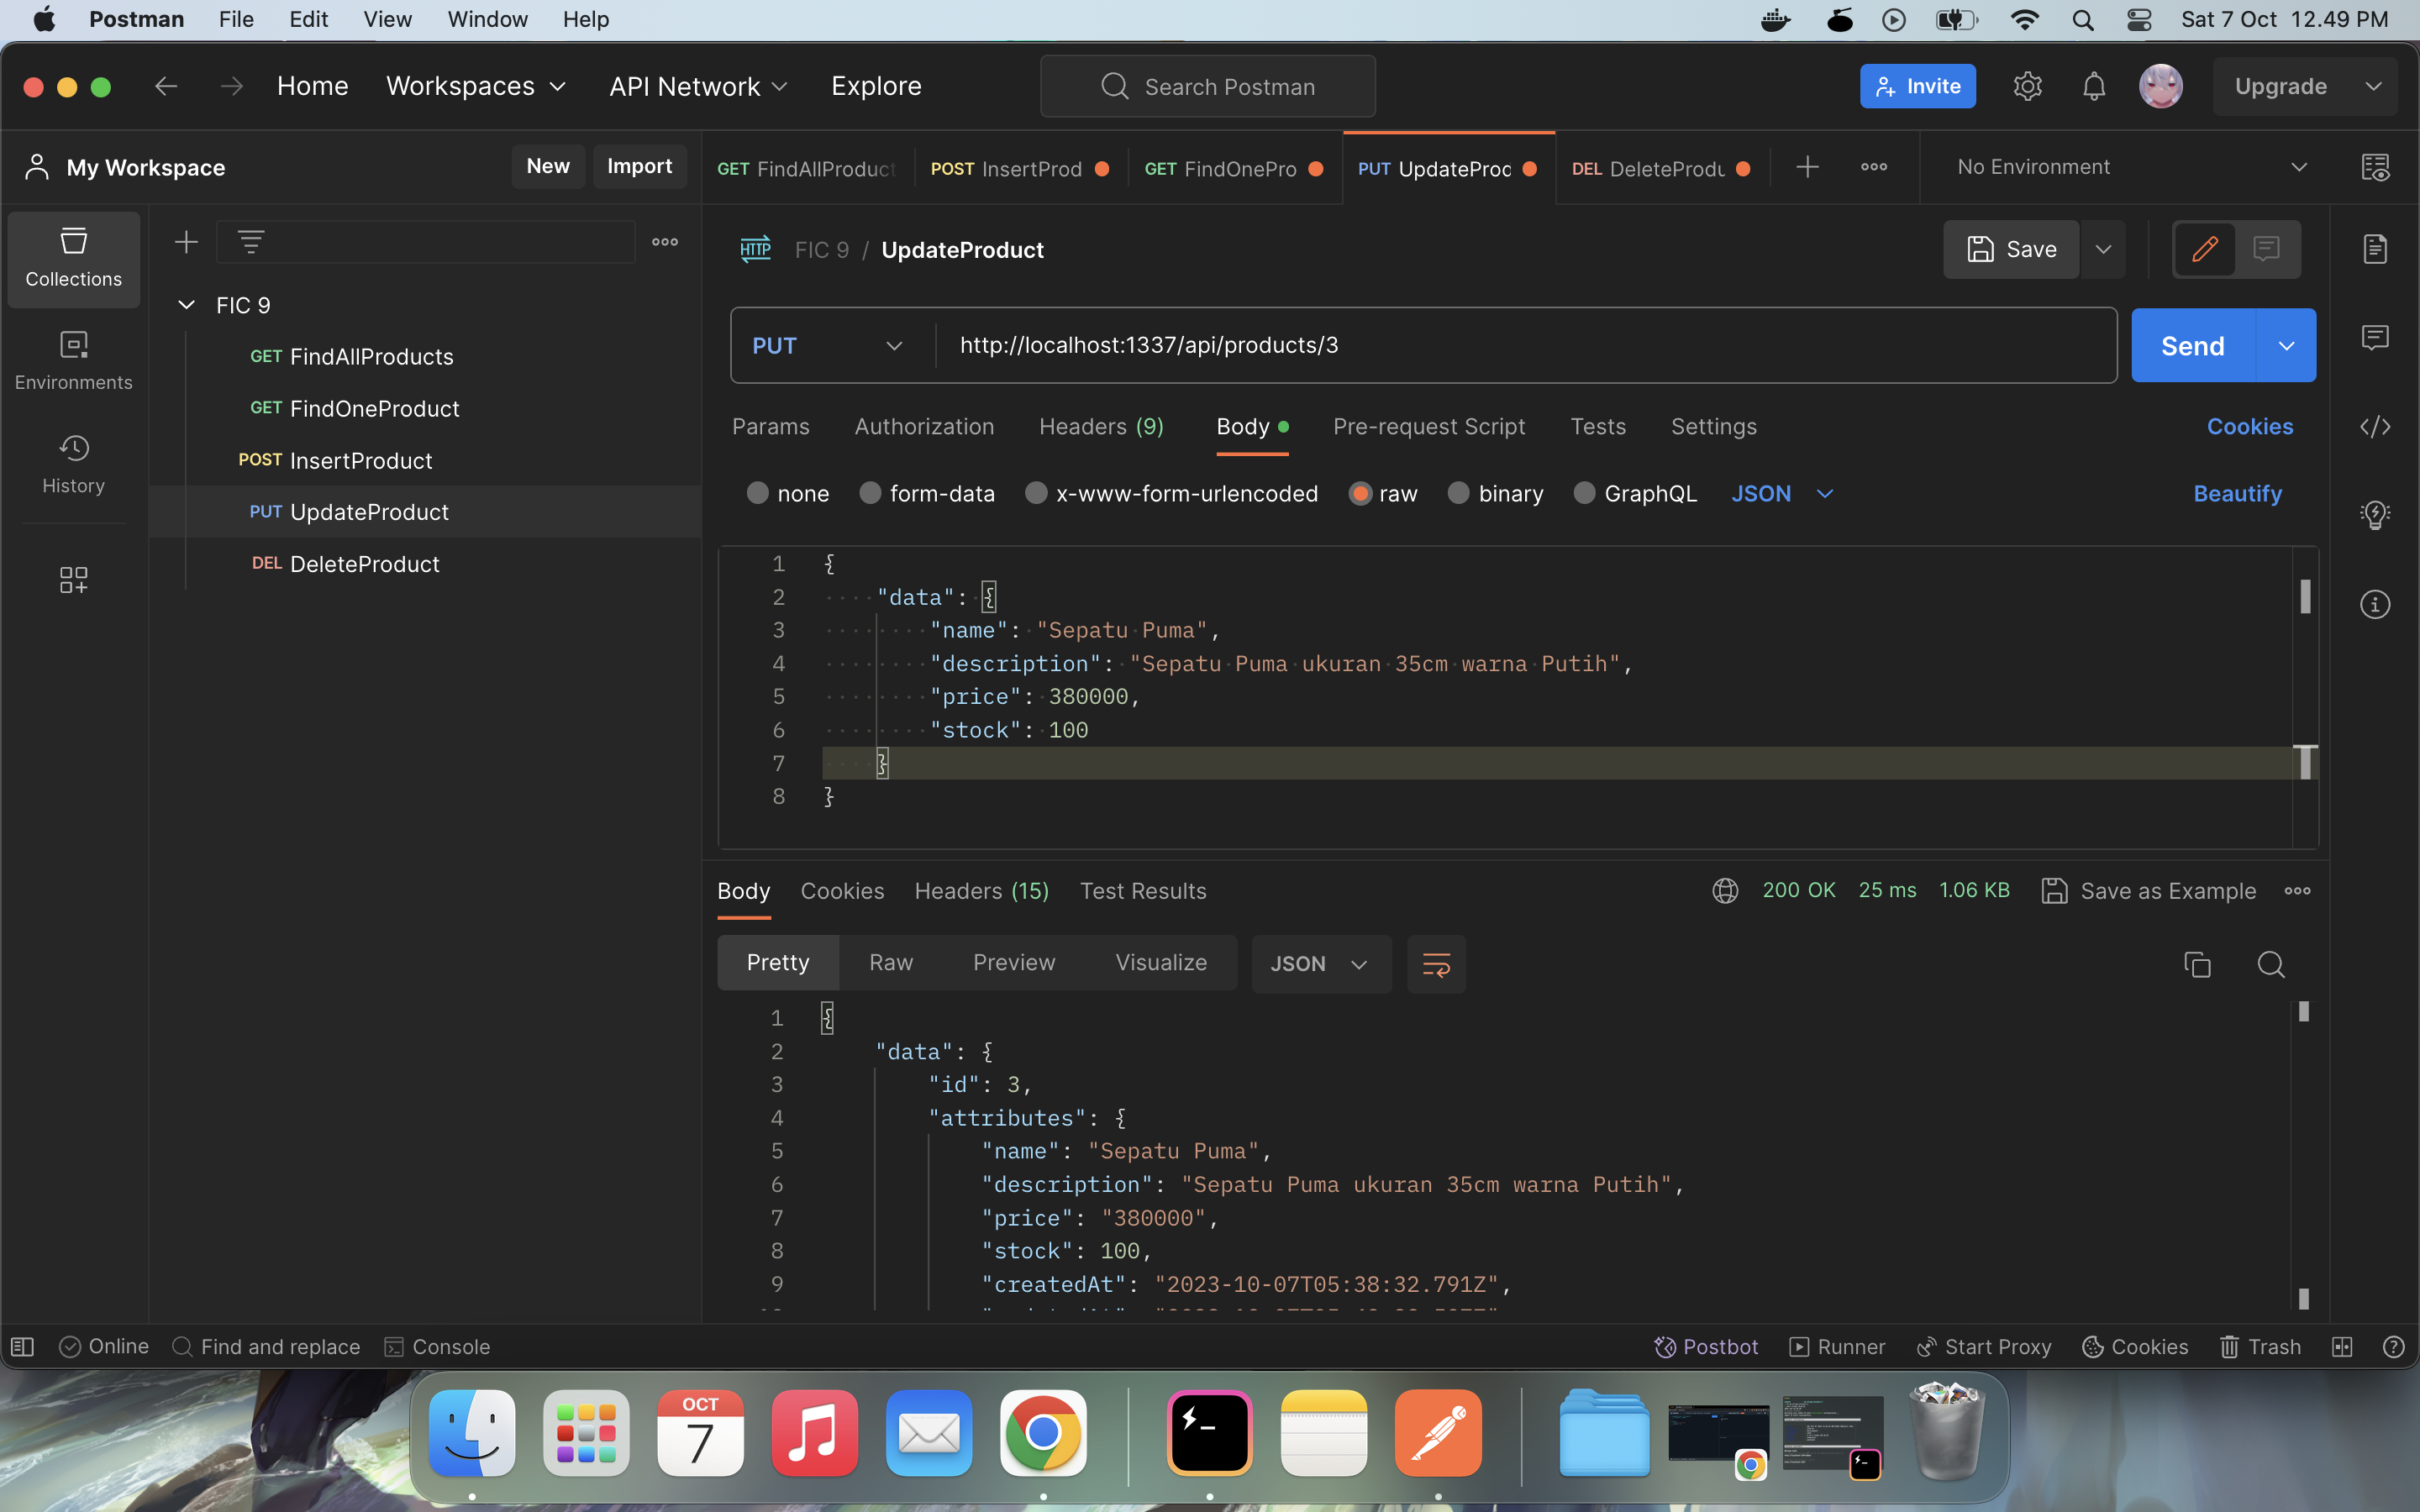 Postman File Edit View Window Help Sat 7 Oct 12.49 PM
Home Workspaces API Network Explore Search Postman Invite Upgrade
My Workspace New Import GET FindAllProduct POST InsertProd GET FindOnePro PUT UpdateProd DEL DeleteProdu No Environment
Collections
Environments
History
FIC 9
GET FindAllProducts
GET FindOneProduct
POST InsertProduct
PUT UpdateProduct
DEL DeleteProduct
HTTP FIC 9 / UpdateProduct Save
PUT http://localhost:1337/api/products/3 Send
Params Authorization Headers (9) Body Pre-request Script Tests Settings Cookies
none form-data x-www-form-urlencoded raw binary GraphQL JSON Beautify
1 {
2 "data": {
3 "name": "Sepatu Puma",
4 "description": "Sepatu Puma ukuran 35cm warna Putih",
5 "price": 380000,
6 "stock": 100
7 }
8 }
Body Cookies Headers (15) Test Results 200 OK 25 ms 1.06 KB Save as Example
Pretty Raw Preview Visualize JSON
1 {
2 "data": {
3 "id": 3,
4 "attributes": {
5 "name": "Sepatu Puma",
6 "description": "Sepatu Puma ukuran 35cm warna Putih",
7 "price": "380000",
8 "stock": 100,
9 "createdAt": "2023-10-07T05:38:32.791Z",
Online Find and replace Console Postbot Runner Start Proxy Cookies Trash
OCT
7